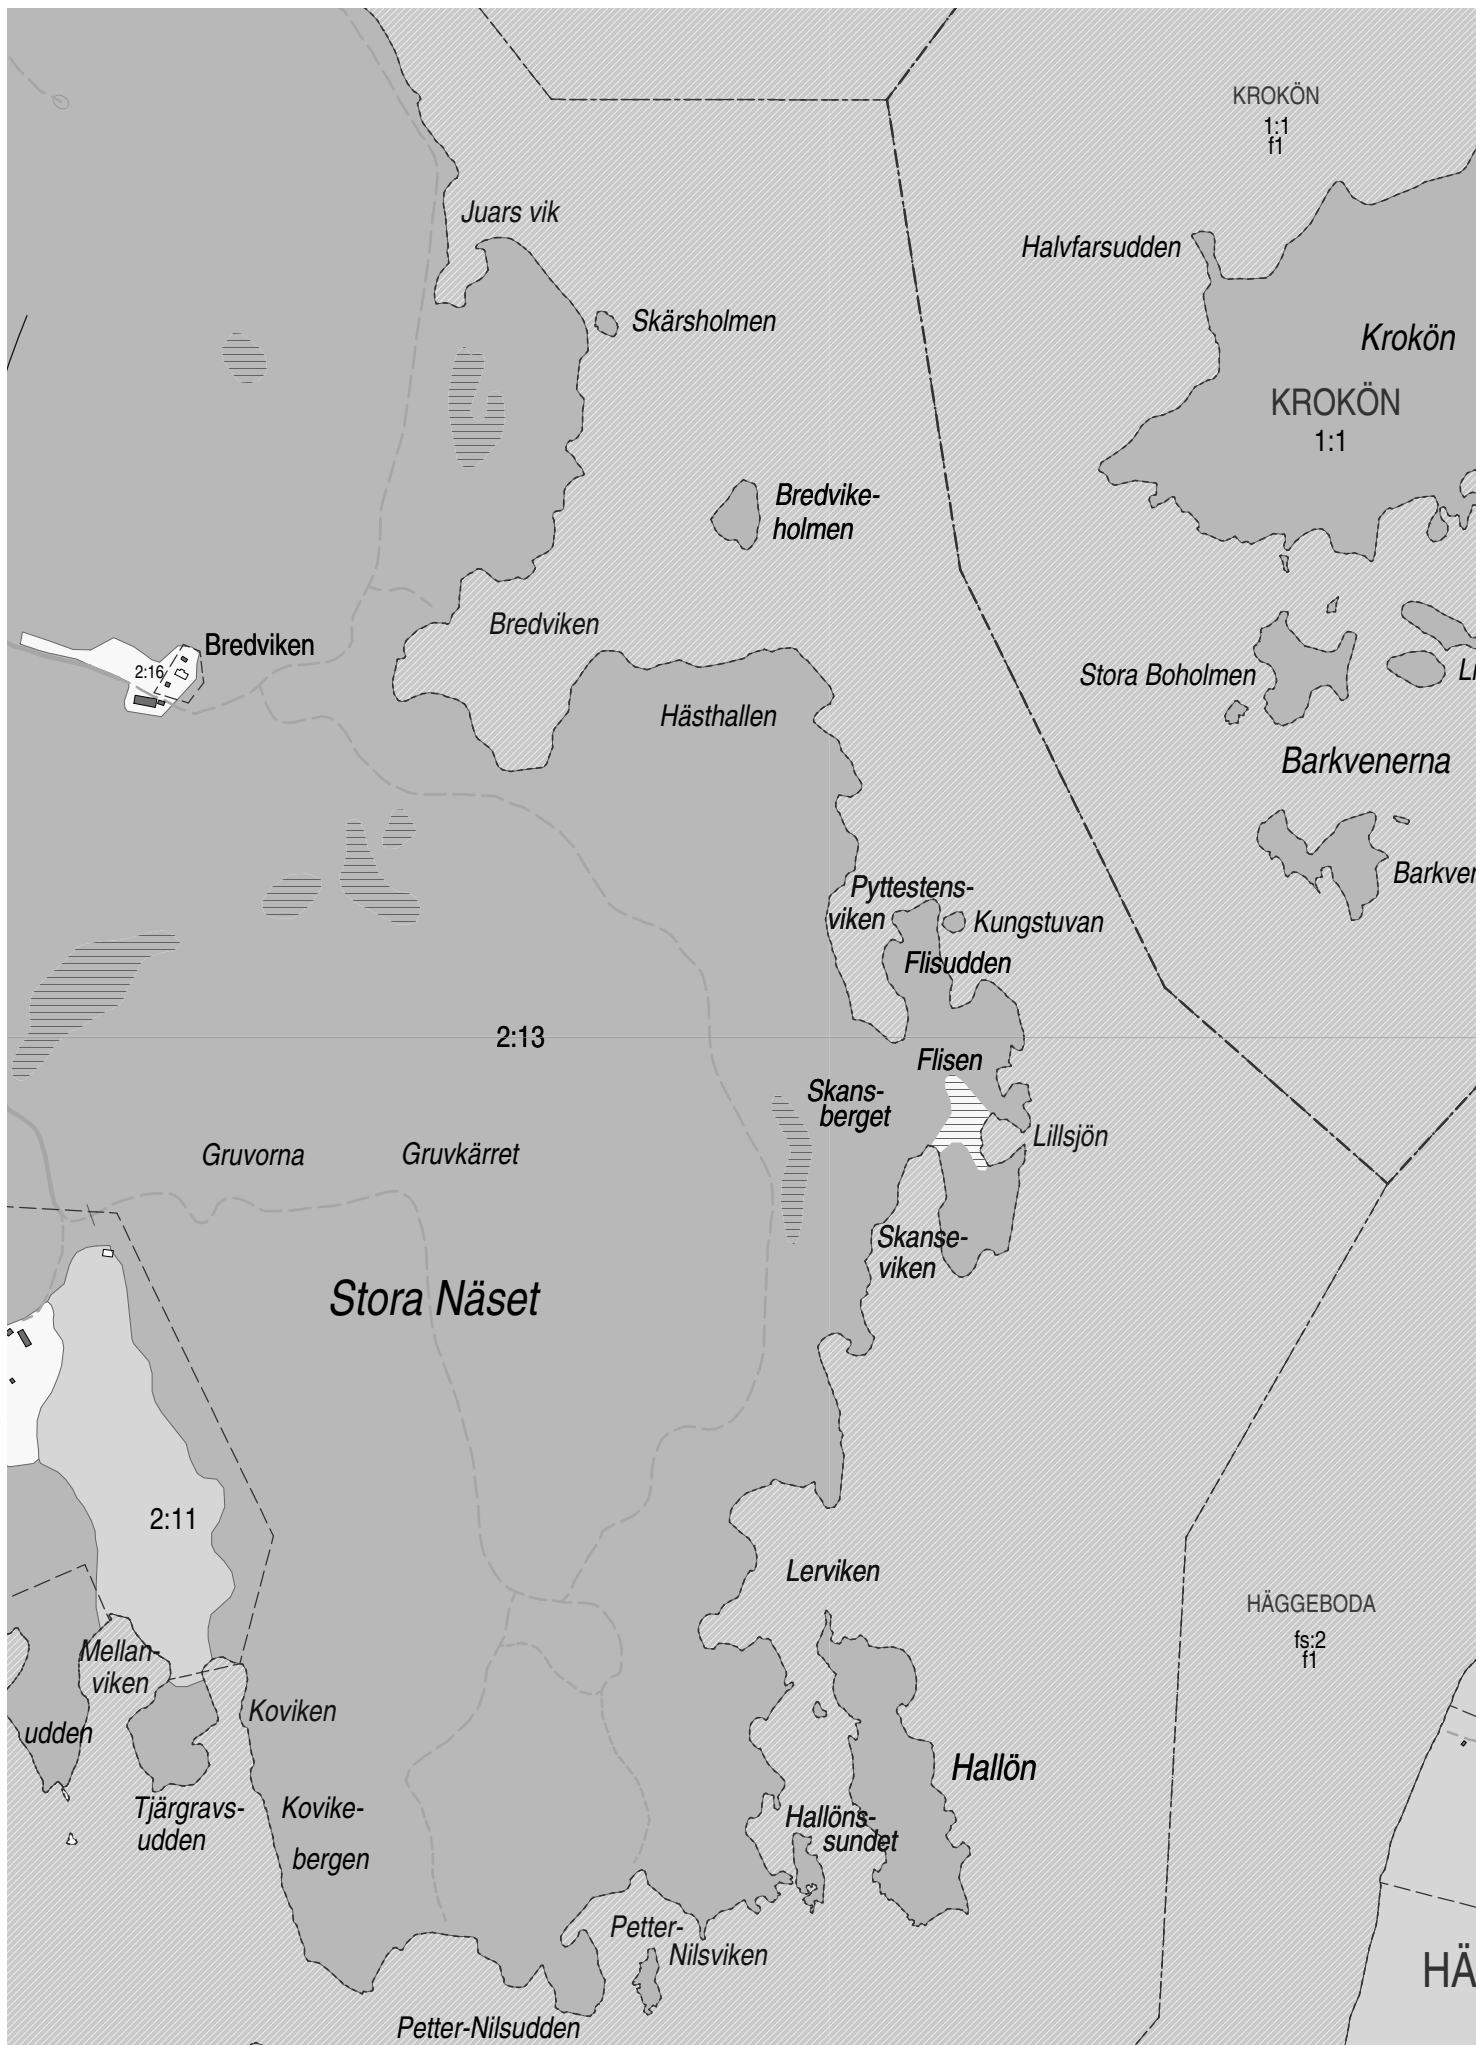 KROKÖN
1:1
f1
Juars vik
Halvfarsudden
Skärsholmen
Krokön
KROKÖN
1:1
Bredvike-
holmen
Bredviken
Bredviken
2:16
Stora Boholmen
Li
Hästhallen
Barkvenerna
Barkver
Pyttestens-
viken
Kungstuvan
Flisudden
2:13
Flisen
Skans-
berget
Lillsjön
Gruvorna
Gruvkärret
Skanse-
viken
Stora Näset
2:11
Lerviken
HÄGGEBODA
fs:2
f1
Mellan-
viken
Koviken
udden
Hallön
Tjärgravs-
udden
Kovike-
bergen
Hallöns-
sundet
Petter-
Nilsviken
HÄ
Petter-Nilsudden